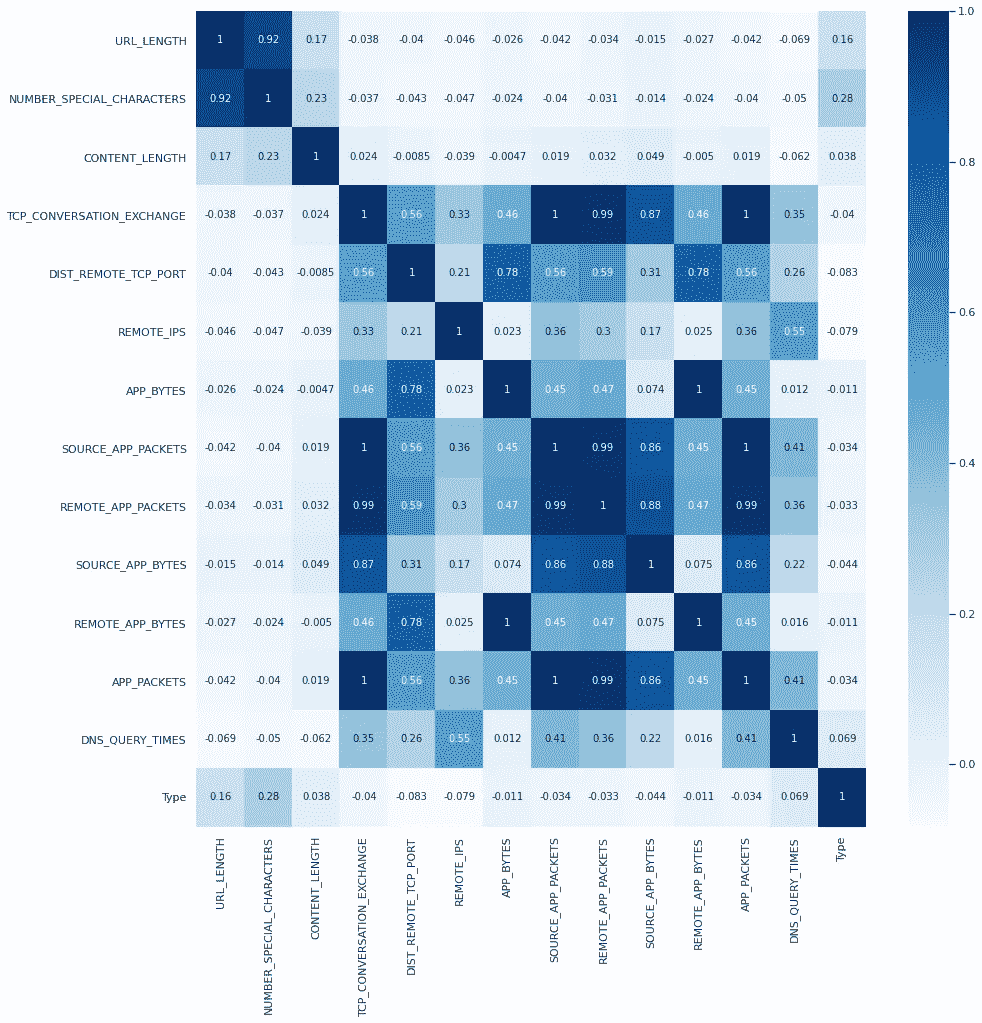 URL_LENGTH 1 0.92 0.17 -0.038 -0.04 -0.046 -0.026 -0.042 -0.034 -0.015 -0.027 -0.042 -0.069 0.16
NUMBER_SPECIAL_CHARACTERS 0.92 1 0.23 -0.037 -0.043 -0.047 -0.024 -0.04 -0.031 -0.014 -0.024 -0.04 -0.05 0.28
CONTENT_LENGTH 0.17 0.23 1 0.024 -0.0085 -0.039 -0.0047 0.019 0.032 0.049 -0.005 0.019 -0.062 0.038
TCP_CONVERSATION_EXCHANGE -0.038 -0.037 0.024 1 0.56 0.33 0.46 1 0.99 0.87 0.46 1 0.35 -0.04
DIST_REMOTE_TCP_PORT -0.04 -0.043 -0.0085 0.56 1 0.21 0.78 0.56 0.59 0.31 0.78 0.56 0.26 -0.083
REMOTE_IPS -0.046 -0.047 -0.039 0.33 0.21 1 0.023 0.36 0.3 0.17 0.025 0.36 0.55 -0.079
APP_BYTES -0.026 -0.024 -0.0047 0.46 0.78 0.023 1 0.45 0.47 0.074 1 0.45 0.012 -0.011
SOURCE_APP_PACKETS -0.042 -0.04 0.019 1 0.56 0.36 0.45 1 0.99 0.86 0.45 1 0.41 -0.034
REMOTE_APP_PACKETS -0.034 -0.031 0.032 0.99 0.59 0.3 0.47 0.99 1 0.88 0.47 0.99 0.36 -0.033
SOURCE_APP_BYTES -0.015 -0.014 0.049 0.87 0.31 0.17 0.074 0.86 0.88 1 0.075 0.86 0.22 -0.044
REMOTE_APP_BYTES -0.027 -0.024 -0.005 0.46 0.78 0.025 1 0.45 0.47 0.075 1 0.45 0.016 -0.011
APP_PACKETS -0.042 -0.04 0.019 1 0.56 0.36 0.45 1 0.99 0.86 0.45 1 0.41 -0.034
DNS_QUERY_TIMES -0.069 -0.05 -0.062 0.35 0.26 0.55 0.012 0.41 0.36 0.22 0.016 0.41 1 0.069
Type 0.16 0.28 0.038 -0.04 -0.083 -0.079 -0.011 -0.034 -0.033 -0.044 -0.011 -0.034 0.069 1
URL_LENGTH
NUMBER_SPECIAL_CHARACTERS
CONTENT_LENGTH
TCP_CONVERSATION_EXCHANGE
DIST_REMOTE_TCP_PORT
REMOTE_IPS
APP_BYTES
SOURCE_APP_PACKETS
REMOTE_APP_PACKETS
SOURCE_APP_BYTES
REMOTE_APP_BYTES
APP_PACKETS
DNS_QUERY_TIMES
Type
1.0
0.8
0.6
0.4
0.2
0.0